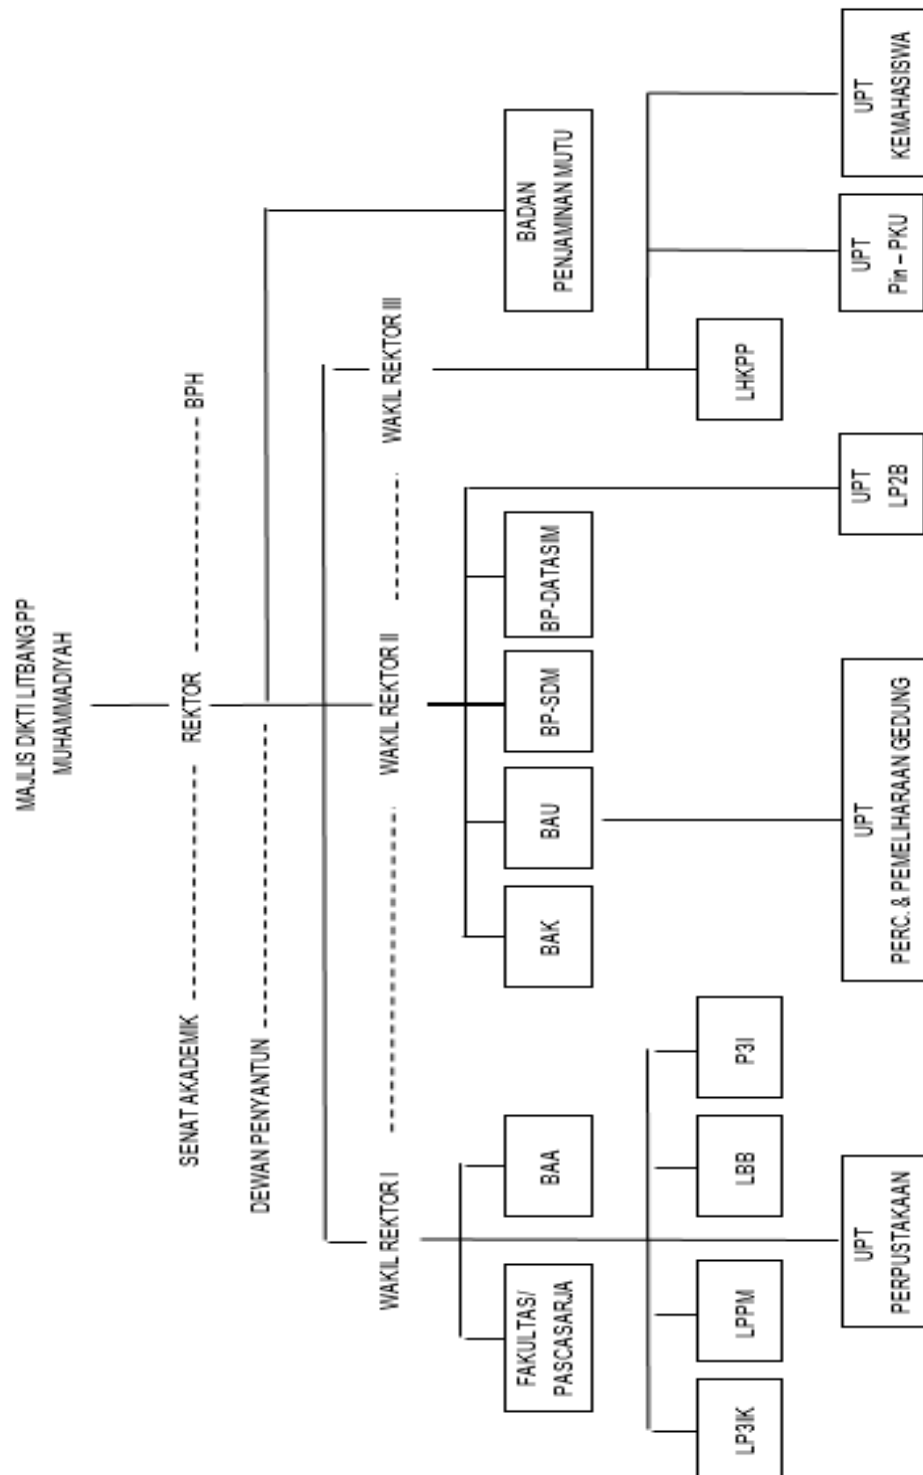 MAJLIS DIKTI LITBANG PP
MUHAMMADIYAH
SENAT AKADEMIK
REKTOR
BPH
DEWAN PENYANTUN
WAKIL REKTOR I
WAKIL REKTOR II
WAKIL REKTOR III
FAKULTAS/
PASCASARJA
BAA
BAK
BAU
BP-SDM
BP-DATASIM
BADAN
PENJAMINAN MUTU
LP3IK
LPPM
LBB
P3I
LHKPP
UPT
PERPUSTAKAAN
UPT
PERC. & PEMELIHARAAN GEDUNG
UPT
LP2B
UPT
Pin – PKU
UPT
KEMAHASISWA